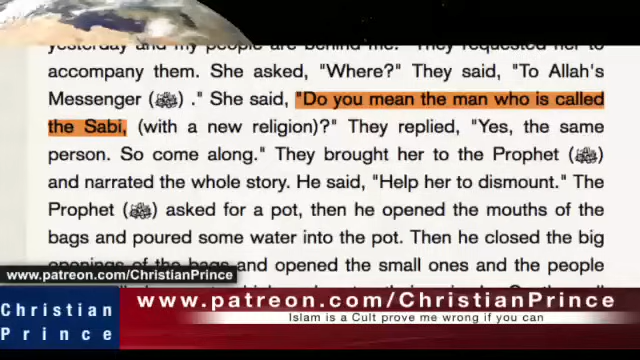 yesterday and my people are behind me." They requested her to
accompany them. She asked, "Where?" They said, "To Allah's
Messenger (ﷺ) ." She said, "Do you mean the man who is called
the Sabi, (with a new religion)?" They replied, "Yes, the same
person. So come along." They brought her to the Prophet (ﷺ)
and narrated the whole story. He said, "Help her to dismount." The
Prophet (ﷺ) asked for a pot, then he opened the mouths of the
bags and poured some water into the pot. Then he closed the big
openings of the bags and opened the small ones and the people
www.patreon.com/ChristianPrince
Christian
Prince
www.patreon.com/ChristianPrince
Islam is a Cult prove me wrong if you can